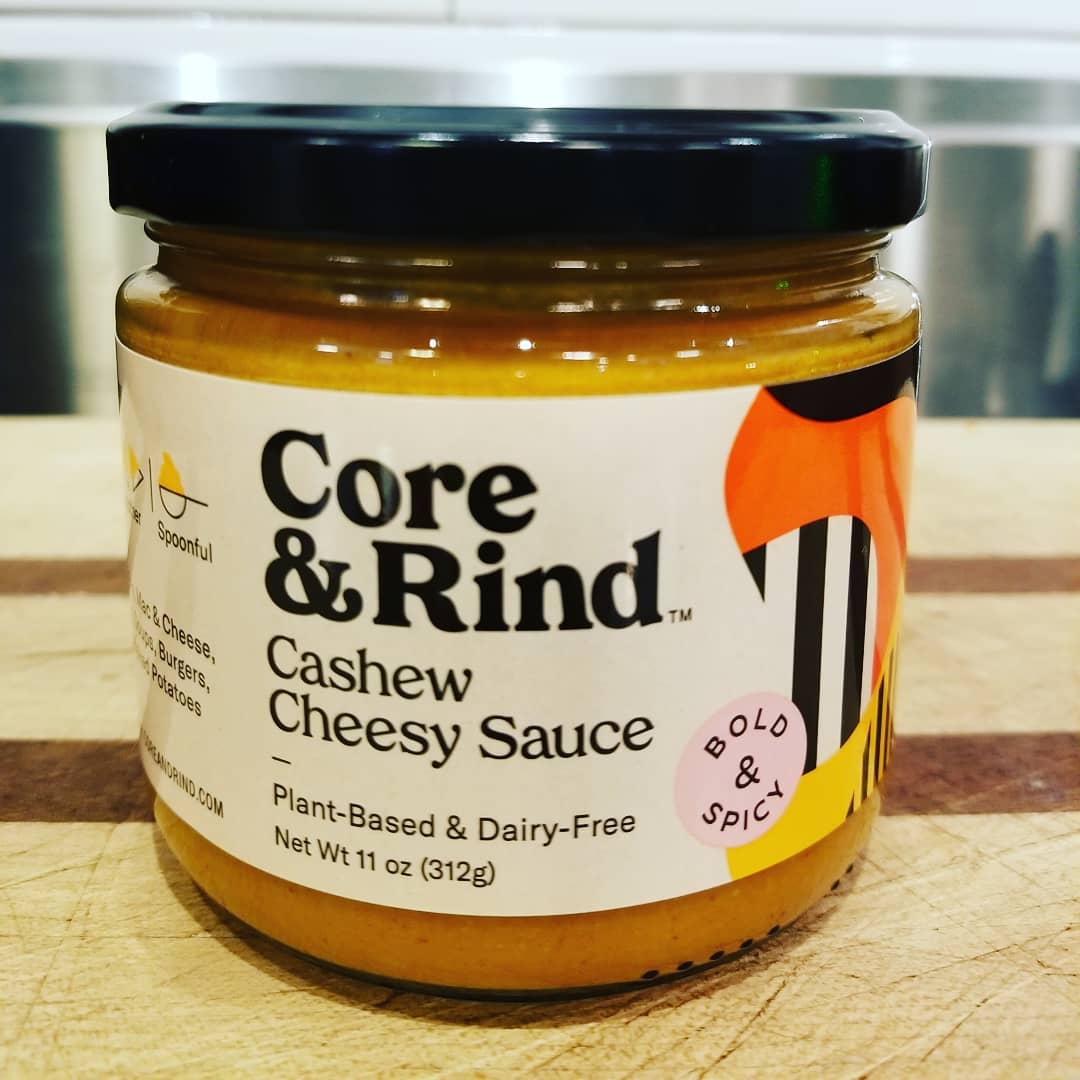 Core
& Rind™
Cashew
Cheesy Sauce
Plant-Based & Dairy-Free
Net Wt 11 oz (312g)
BOLD
&
SPICY
Spoonful
Mac & Cheese,
Burgers,
Potatoes